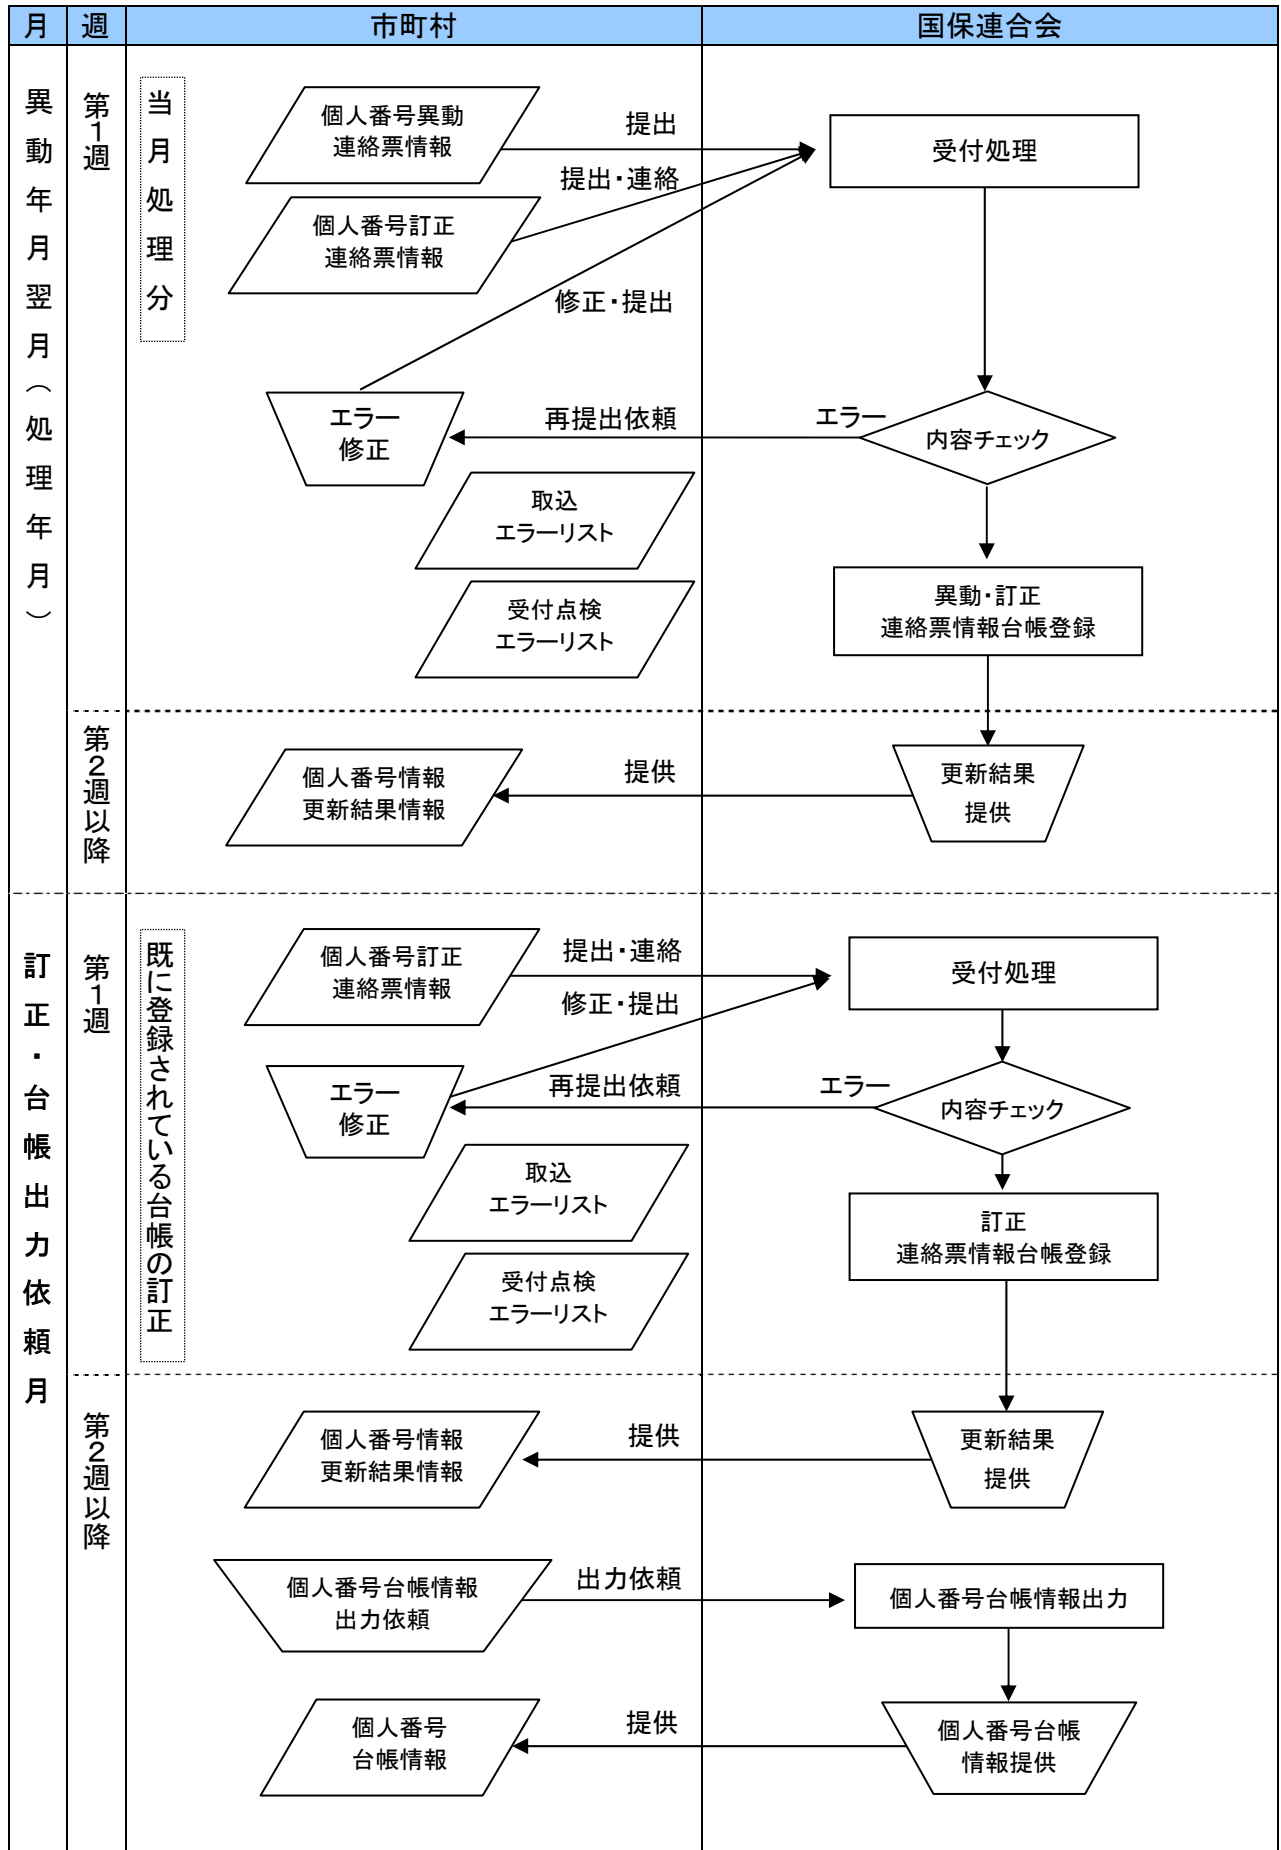 月
週
市町村
国保連合会
異動年月翌月（処理年月）
第1週
当月処理分
個人番号異動
連絡票情報
提出
受付処理
個人番号訂正
連絡票情報
提出・連絡
修正・提出
エラー
修正
再提出依頼
エラー
内容チェック
取込
エラーリスト
受付点検
エラーリスト
異動・訂正
連絡票情報台帳登録
第2週以降
個人番号情報
更新結果情報
提供
更新結果
提供
訂正・台帳出力依頼月
第1週
既に登録されている台帳の訂正
個人番号訂正
連絡票情報
提出・連絡
受付処理
修正・提出
エラー
修正
再提出依頼
エラー
内容チェック
取込
エラーリスト
受付点検
エラーリスト
訂正
連絡票情報台帳登録
第2週以降
個人番号情報
更新結果情報
提供
更新結果
提供
個人番号台帳情報
出力依頼
出力依頼
個人番号台帳情報出力
個人番号
台帳情報
提供
個人番号台帳
情報提供